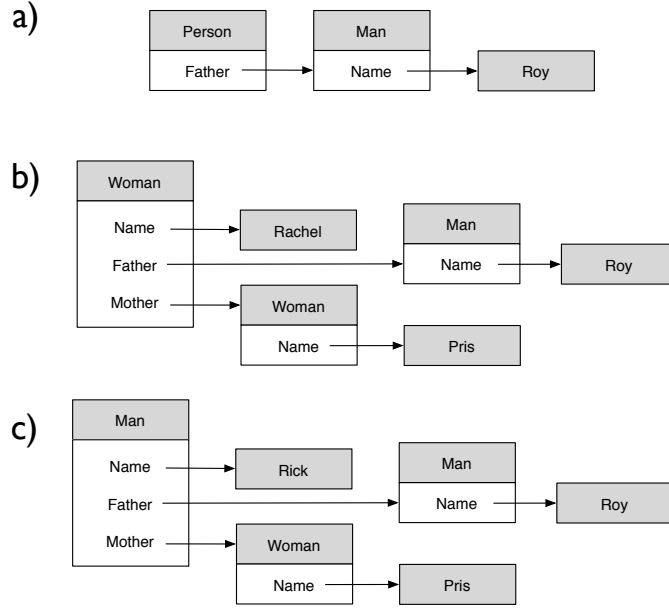 a)
Person
Man
Father
Name
Roy
b)
Woman
Name
Rachel
Man
Father
Name
Roy
Mother
Woman
Name
Pris
c)
Man
Name
Rick
Man
Father
Name
Roy
Mother
Woman
Name
Pris